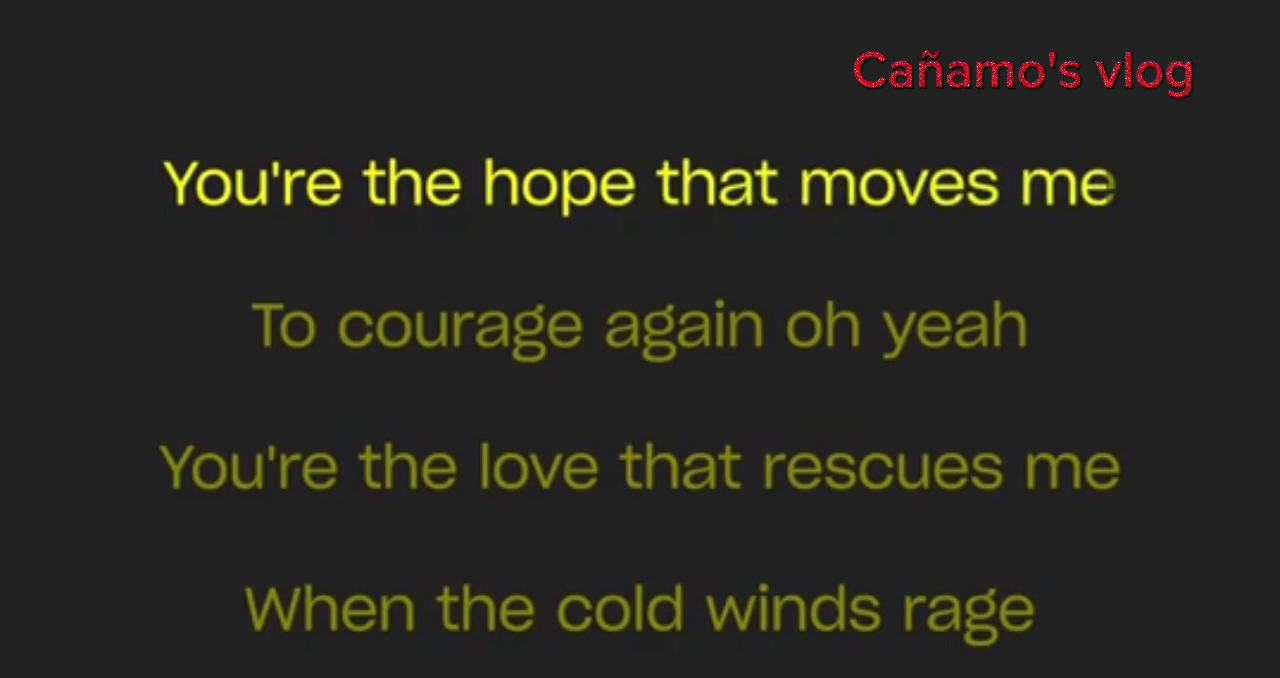 Cañamo's vlog
You're the hope that moves me
To courage again oh yeah
You're the love that rescues me
When the cold winds rage